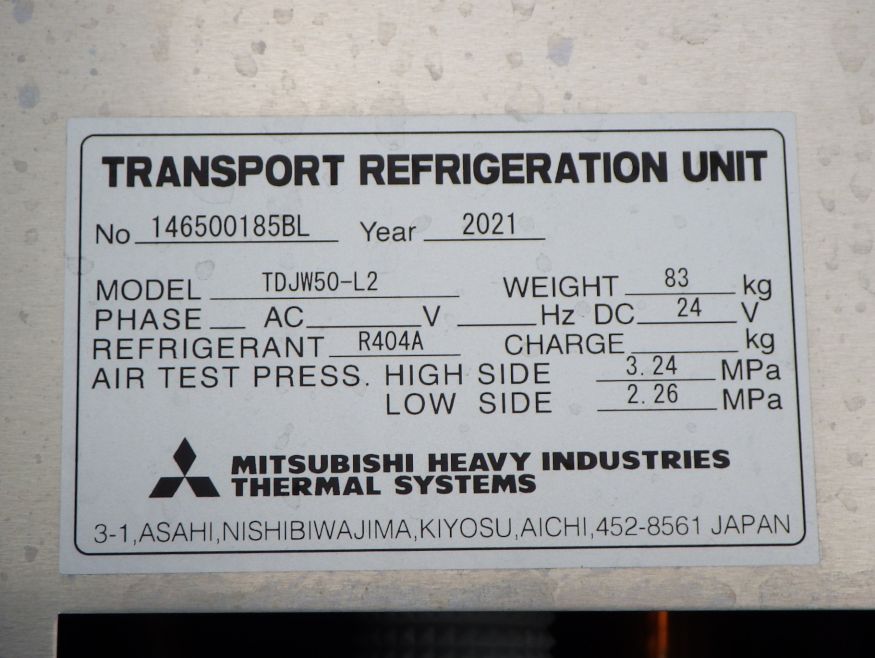 TRANSPORT REFRIGERATION UNIT
No 146500185BL Year 2021
MODEL TDJW50-L2 WEIGHT 83 kg
PHASE AC V Hz DC 24 V
REFRIGERANT R404A CHARGE kg
AIR TEST PRESS. HIGH SIDE 3.24 MPa
LOW SIDE 2.26 MPa
MITSUBISHI HEAVY INDUSTRIES
THERMAL SYSTEMS
3-1,ASAHI,NISHIBIWAJIMA,KIYOSU,AICHI,452-8561 JAPAN